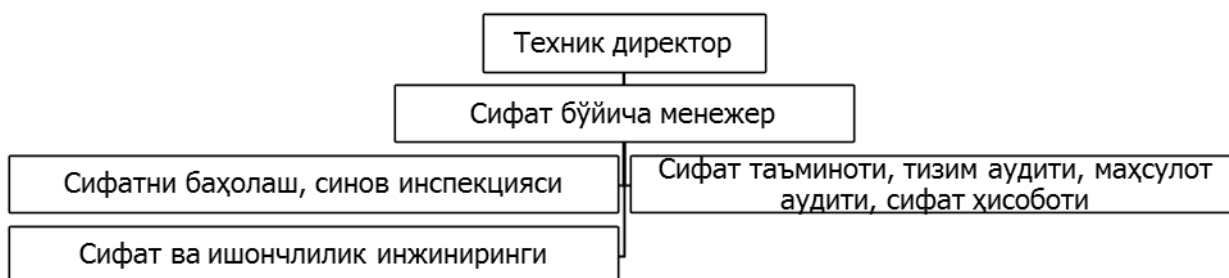 Техник директор
Сифат бўйича менежер
Сифатни баҳолаш, синов инспекцияси
Сифат таъминоти, тизим аудити, маҳсулот
аудити, сифат ҳисоботи
Сифат ва ишончлилик инжиниринги